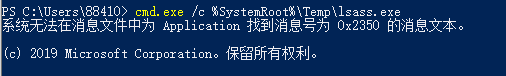 PS C:\Users\88410> cmd.exe /c %SystemRoot%\Temp\lsass.exe
系统无法在消息文件中为 Application 找到消息号为 0x2350 的消息文本。
(c) 2019 Microsoft Corporation。保留所有权利。